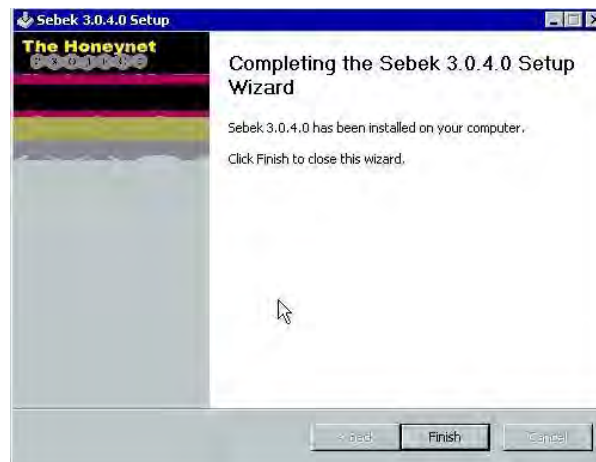 Sebek 3.0.4.0 Setup
The Honeynet
PROJECT
Completing the Sebek 3.0.4.0 Setup
Wizard
Sebek 3.0.4.0 has been installed on your computer.
Click Finish to close this wizard.
< Back
Finish
Cancel